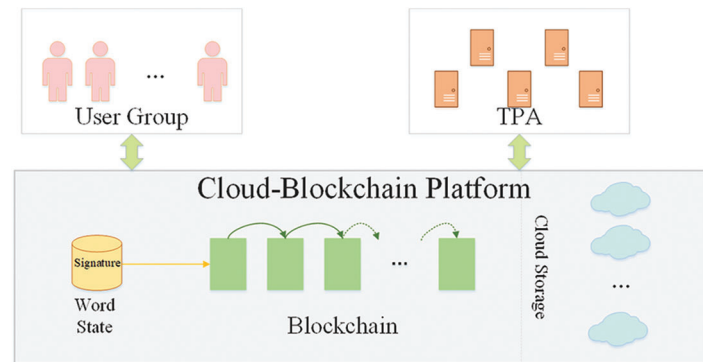 ...
User Group
TPA
Cloud-Blockchain Platform
Signature
Word
State
...
Blockchain
Cloud Storage
...